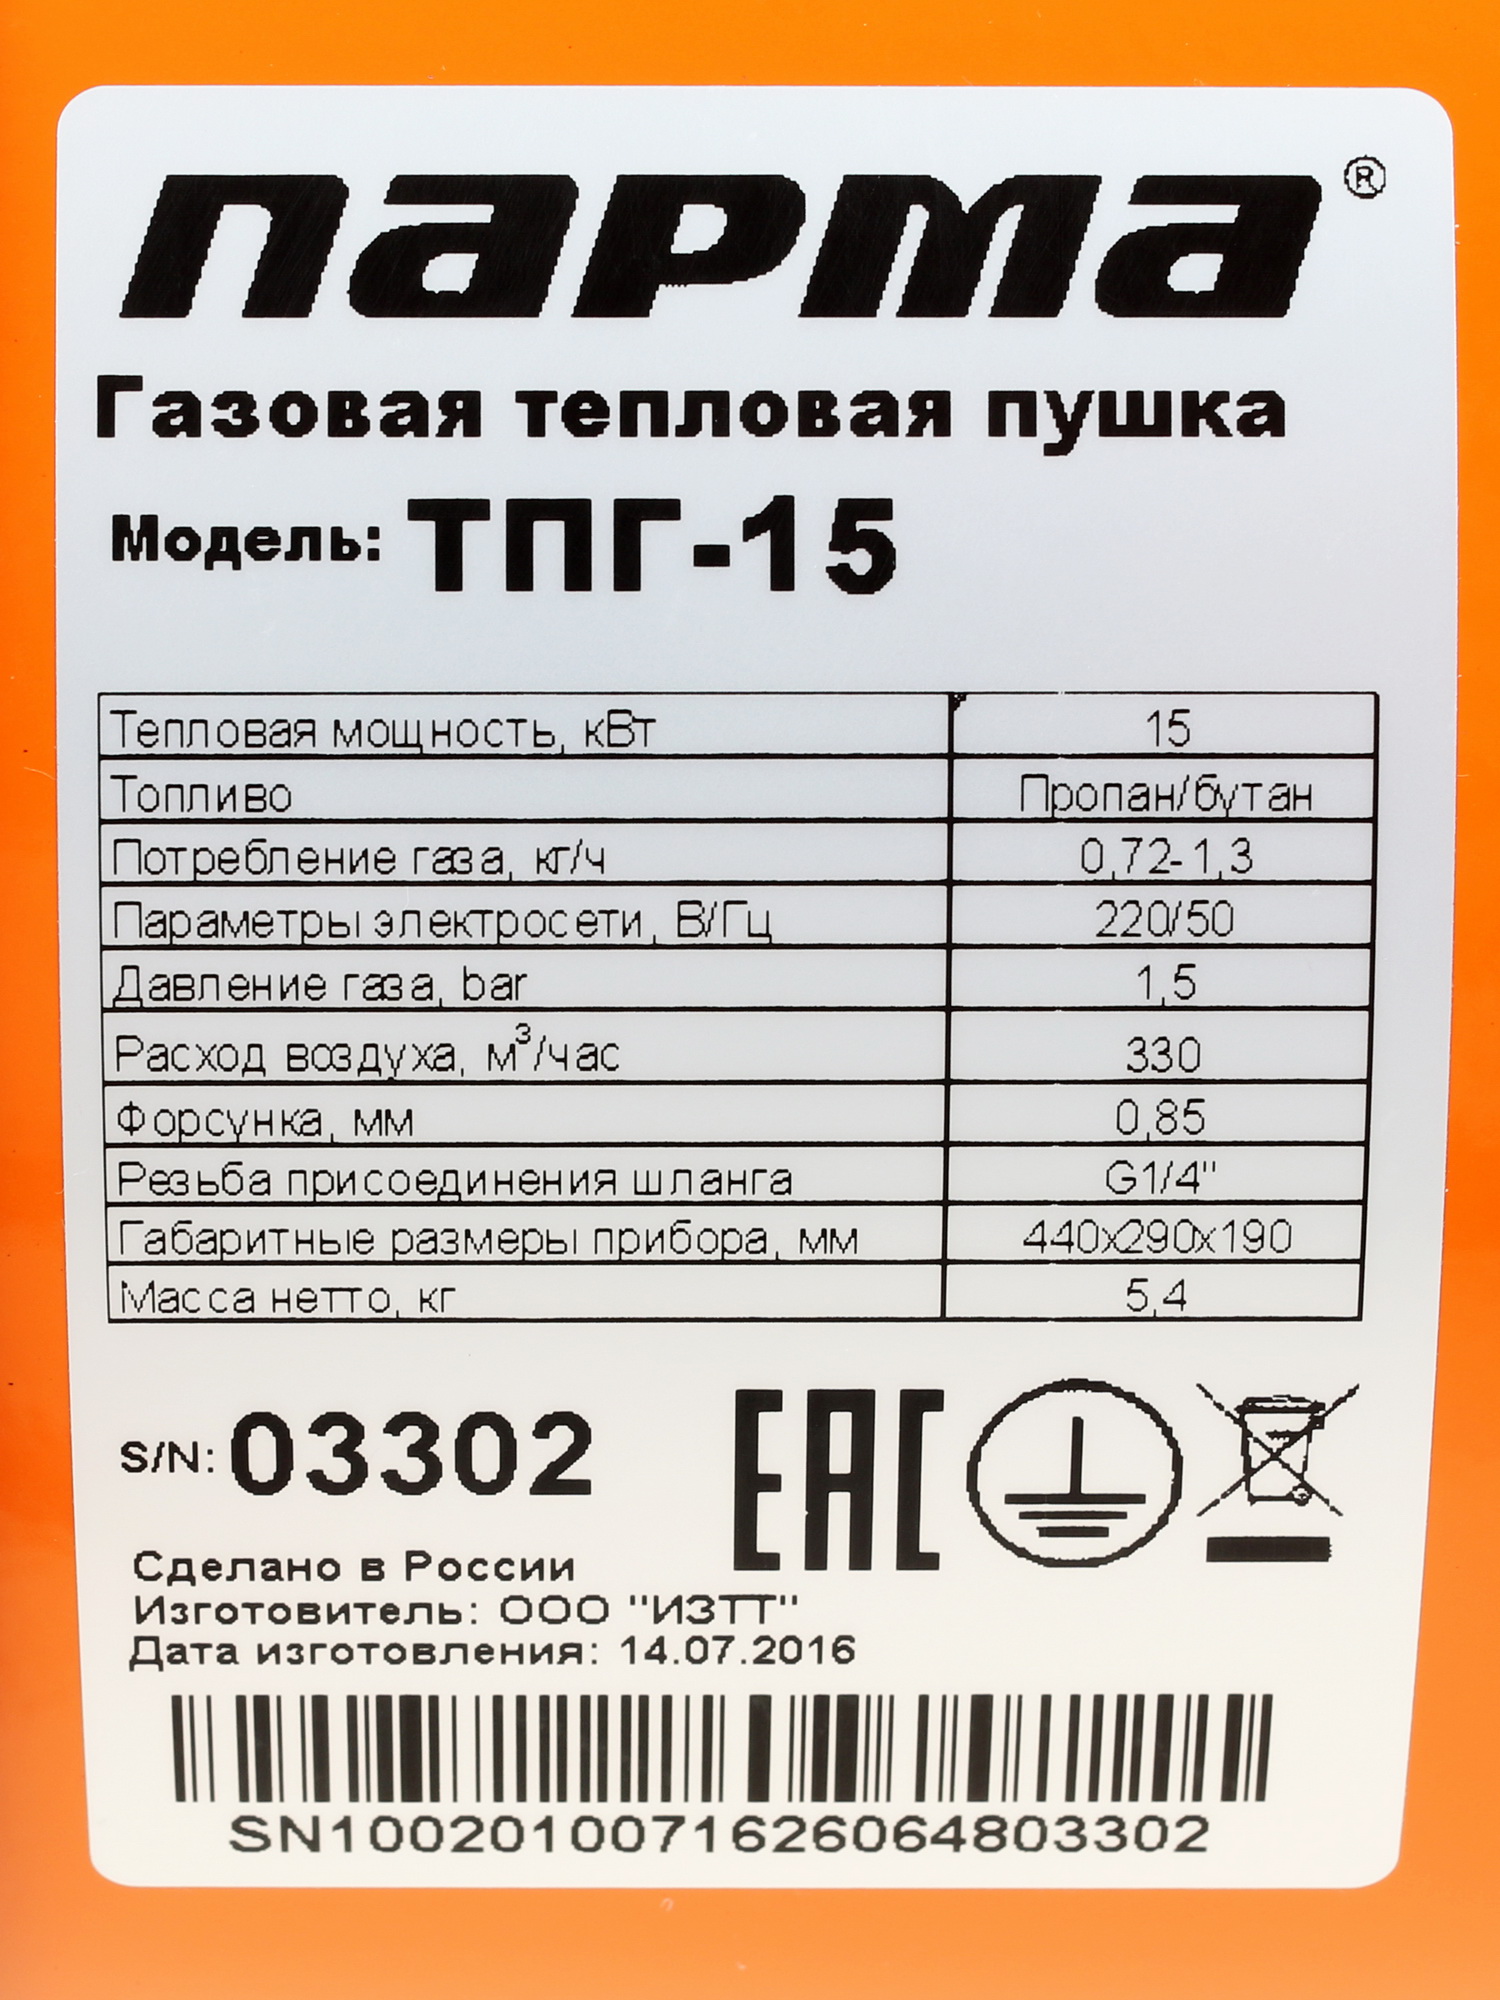 парма ®
Газовая тепловая пушка
Модель: ТПГ-15
Тепловая мощность, кВт 15
Топливо Пропан/бутан
Потребление газа, кг/ч 0,72-1,3
Параметры электросети, В/Гц 220/50
Давление газа, bar 1,5
Расход воздуха, м³/час 330
Форсунка, мм 0,85
Резьба присоединения шланга G1/4"
Габаритные размеры прибора, мм 440x290x190
Масса нетто, кг 5,4
S/N: 03302 EAC
Сделано в России
Изготовитель: ООО "ИЗТТ"
Дата изготовления: 14.07.2016
SN1002010071626064803302